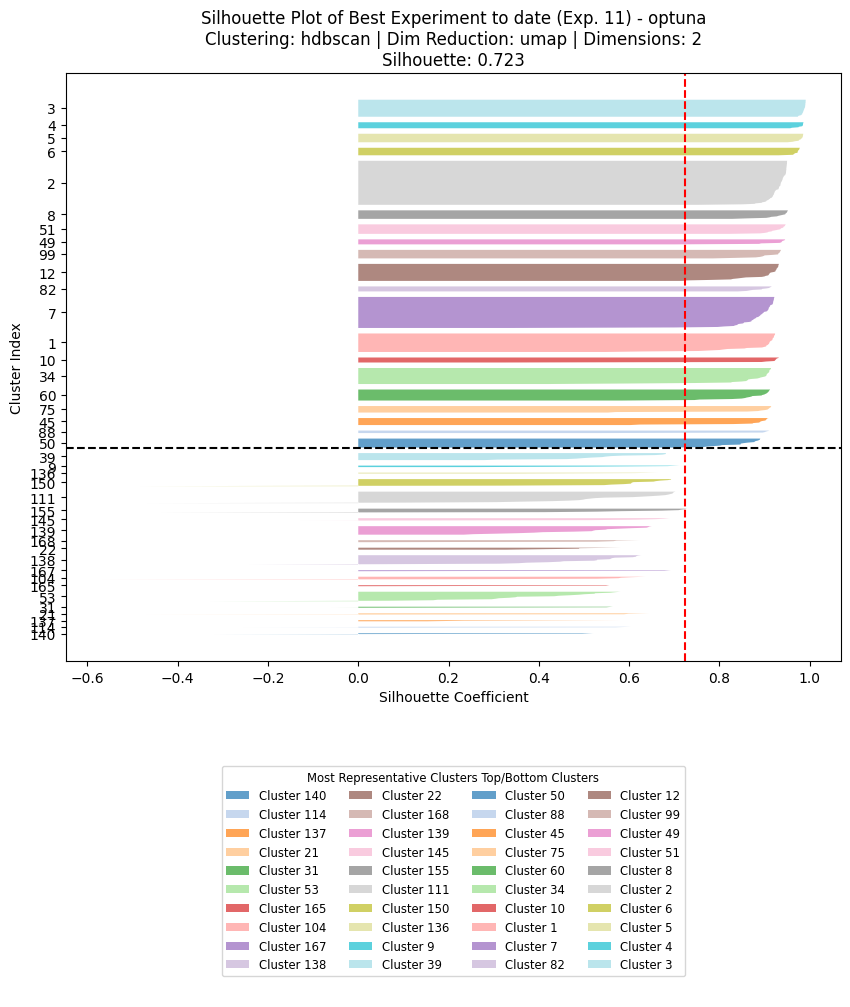 Silhouette Plot of Best Experiment to date (Exp. 11) - optuna
Clustering: hdbscan | Dim Reduction: umap | Dimensions: 2
Silhouette: 0.723
Cluster Index
3
4
5
6
2
8
51
49
99
12
82
7
1
10
34
60
75
45
88
50
39
9
136
150
111
155
145
139
168
22
138
167
104
165
53
31
21
137
114
140
−0.6 −0.4 −0.2 0.0 0.2 0.4 0.6 0.8 1.0
Silhouette Coefficient
Most Representative Clusters Top/Bottom Clusters
Cluster 140 Cluster 22 Cluster 50 Cluster 12
Cluster 114 Cluster 168 Cluster 88 Cluster 99
Cluster 137 Cluster 139 Cluster 45 Cluster 49
Cluster 21 Cluster 145 Cluster 75 Cluster 51
Cluster 31 Cluster 155 Cluster 60 Cluster 8
Cluster 53 Cluster 111 Cluster 34 Cluster 2
Cluster 165 Cluster 150 Cluster 10 Cluster 6
Cluster 104 Cluster 136 Cluster 1 Cluster 5
Cluster 167 Cluster 9 Cluster 7 Cluster 4
Cluster 138 Cluster 39 Cluster 82 Cluster 3